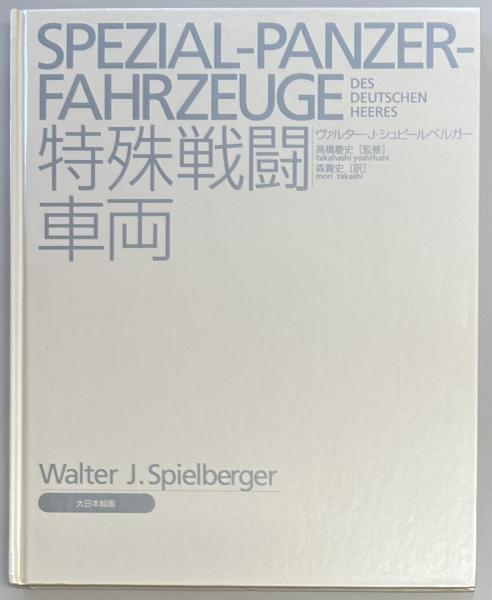 SPEZIAL-PANZER-
FAHRZEUGE
DES
DEUTSCHEN
HEERES
特殊戦闘
車両
ヴァルター・J・シュピールベルガー
高橋慶史［監修］
takahashi yoshifumi
森貴史［訳］
mori takashi
Walter J. Spielberger
大日本絵画